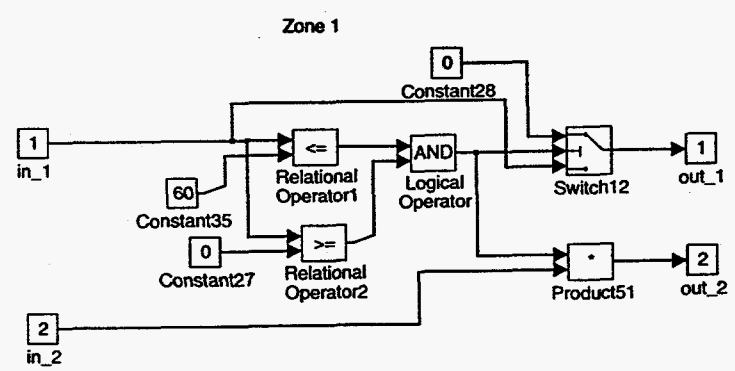 Zone 1
0
Constant28
1
in_1
<=
Relational
Operator1
AND
Logical
Operator
Switch12
1
out_1
60
Constant35
0
Constant27
>=
Relational
Operator2
*
Product51
2
out_2
2
in_2